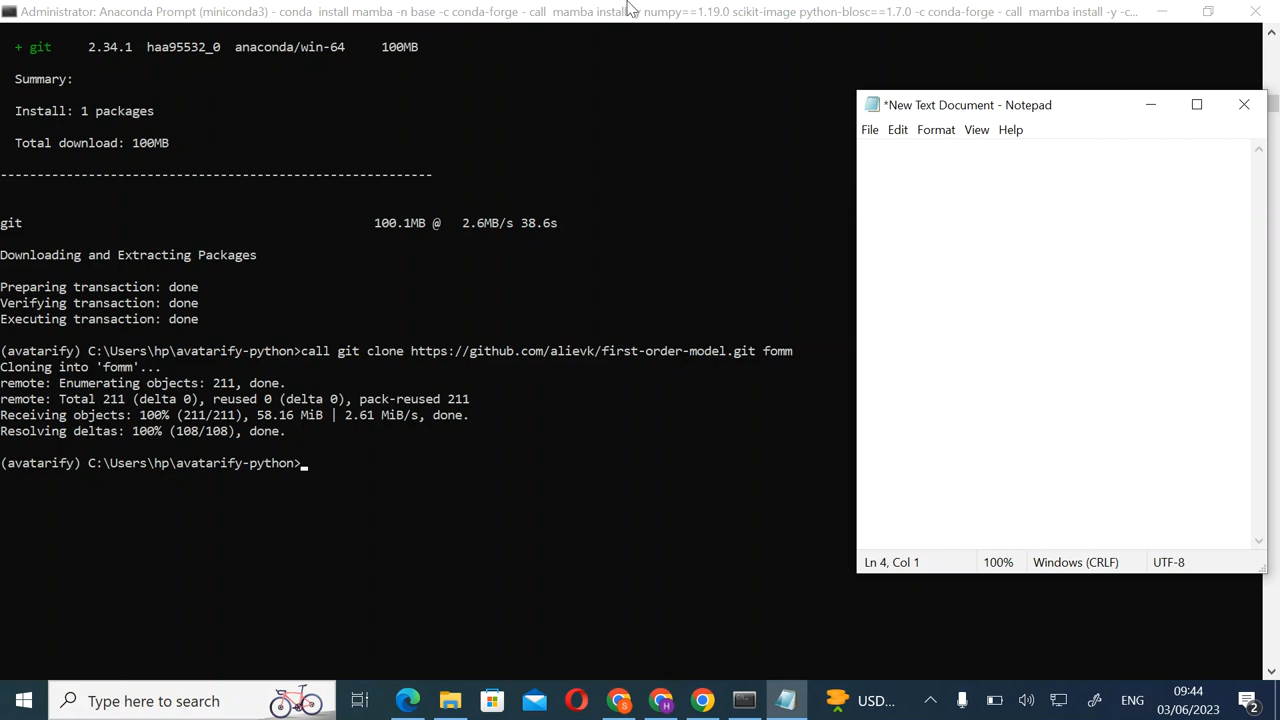 Administrator: Anaconda Prompt (miniconda3) - conda install mamba -n base -c conda-forge - call mamba install numpy==1.19.0 scikit-image python-blosc==1.7.0 -c conda-forge - call mamba install -y -c...
+ git 2.34.1 haa95532_0 anaconda/win-64 100MB
Summary:
Install: 1 packages
Total download: 100MB
------------------------------------------------------
git 100.1MB @ 2.6MB/s 38.6s
Downloading and Extracting Packages
Preparing transaction: done
Verifying transaction: done
Executing transaction: done
(avatarify) C:\Users\hp\avatarify-python>call git clone https://github.com/alievk/first-order-model.git fomm
Cloning into 'fomm'...
remote: Enumerating objects: 211, done.
remote: Total 211 (delta 0), reused 0 (delta 0), pack-reused 211
Receiving objects: 100% (211/211), 58.16 MiB | 2.61 MiB/s, done.
Resolving deltas: 100% (108/108), done.
(avatarify) C:\Users\hp\avatarify-python>
*New Text Document - Notepad
File Edit Format View Help
Ln 4, Col 1 100% Windows (CRLF) UTF-8
Type here to search
S
H
USD...
ENG
09:44
03/06/2023
2